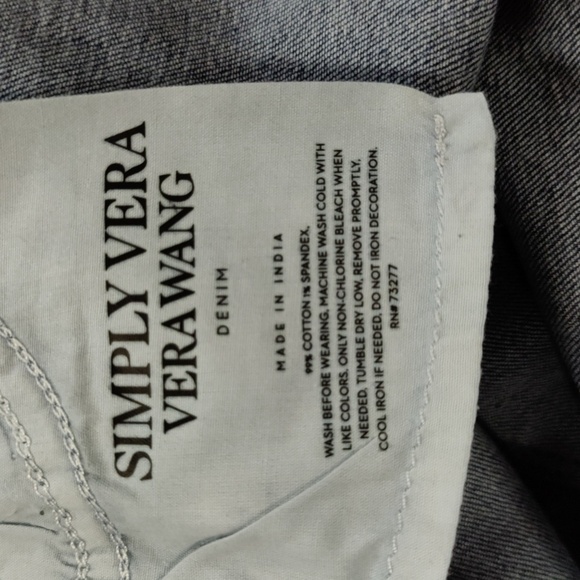 SIMPLY VERA
VERA WANG
DENIM
MADE IN INDIA
99% COTTON 1% SPANDEX,
WASH BEFORE WEARING. MACHINE WASH COLD WITH
LIKE COLORS. ONLY NON-CHLORINE BLEACH WHEN
NEEDED, TUMBLE DRY LOW, REMOVE PROMPTLY,
COOL IRON IF NEEDED, DO NOT IRON DECORATION.
RN# 73277